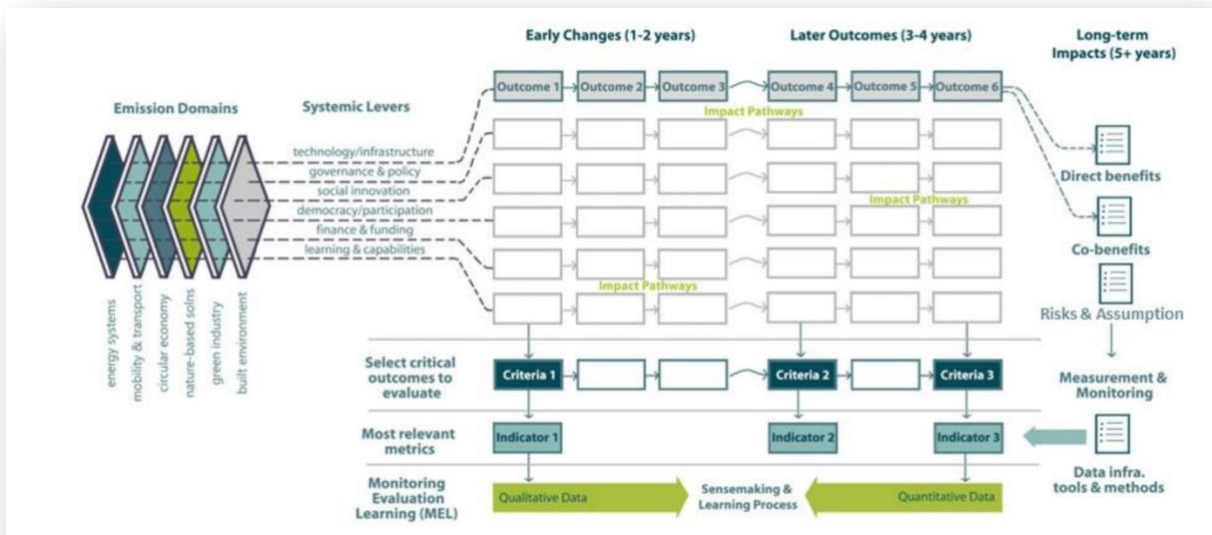 Early Changes (1-2 years)
Later Outcomes (3-4 years)
Long-term
Impacts (5+ years)
Emission Domains
Systemic Levers
Outcome 1
Outcome 2
Outcome 3
Outcome 4
Outcome 5
Outcome 6
Impact Pathways
technology/infrastructure
governance & policy
social innovation
democracy/participation
finance & funding
learning & capabilities
Impact Pathways
Impact Pathways
Direct benefits
Co-benefits
Risks & Assumption
energy systems
mobility & transport
circular economy
nature-based solns
green industry
built environment
Select critical
outcomes to
evaluate
Criteria 1
Criteria 2
Criteria 3
Measurement &
Monitoring
Most relevant
metrics
Indicator 1
Indicator 2
Indicator 3
Data infra.
tools & methods
Monitoring
Evaluation
Learning (MEL)
Qualitative Data
Sensemaking &
Learning Process
Quantitative Data